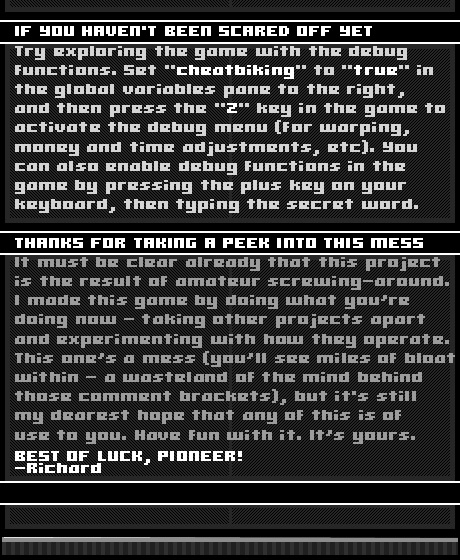 IF YOU HAVEN'T BEEN SCARED OFF YET
Try exploring the game with the debug
functions. Set "cheatbiking" to "true" in
the global variables pane to the right,
and then press the "Z" key in the game to
activate the debug menu (for warping,
money and time adjustments, etc). You
can also enable debug functions in the
game by pressing the plus key on your
keyboard, then typing the secret word.
THANKS FOR TAKING A PEEK INTO THIS MESS
It must be clear already that this project
is the result of amateur screwing-around.
I made this game by doing what you're
doing now - taking other projects apart
and experimenting with how they operate.
This one's a mess (you'll see miles of bloat
within - a wasteland of the mind behind
those comment brackets), but it's still
my dearest hope that any of this is of
use to you. Have fun with it. It's yours.
BEST OF LUCK, PIONEER!
-Richard